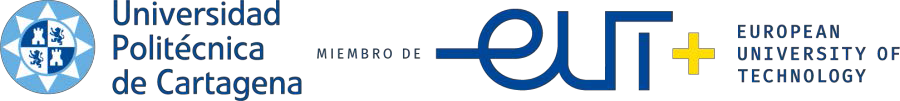 Universidad
Politécnica
de Cartagena
MIEMBRO DE
eut+
EUROPEAN
UNIVERSITY OF
TECHNOLOGY